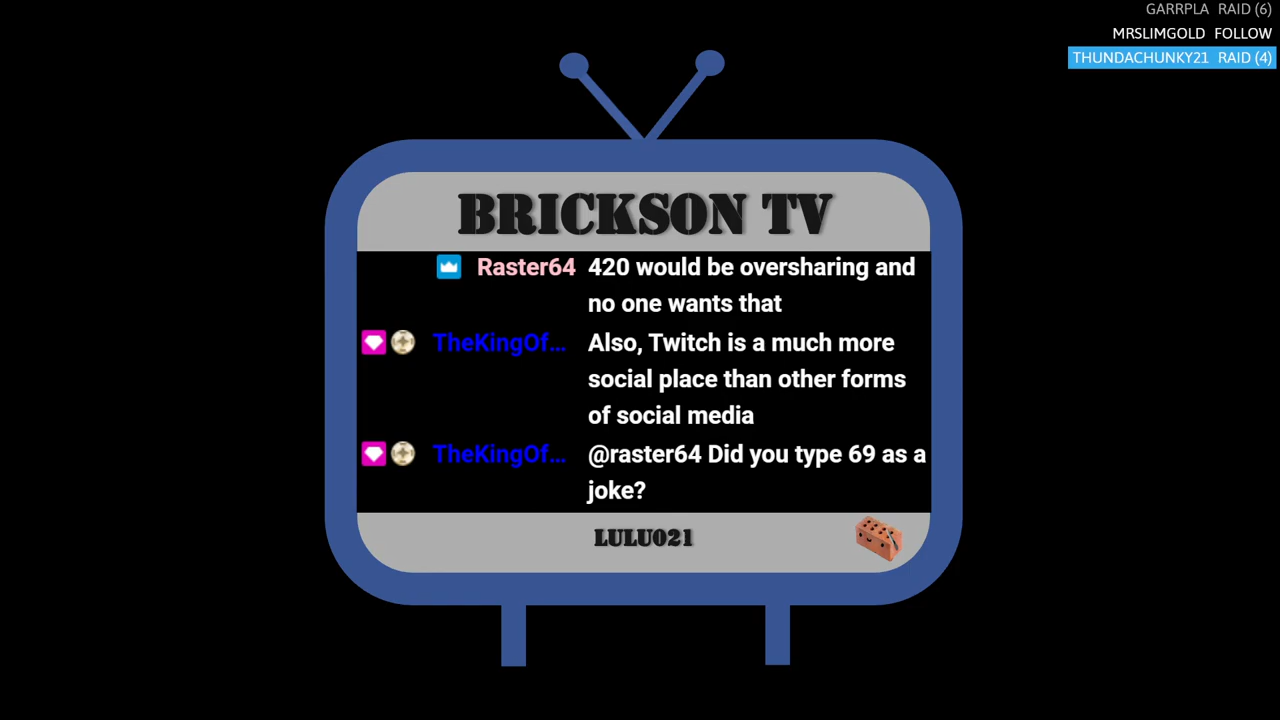 GARRPLA RAID (6)
MRSLIMGOLD FOLLOW
THUNDACHUNKY21 RAID (4)
BRICKSON TV
Raster64 420 would be oversharing and
no one wants that
TheKingOf... Also, Twitch is a much more
social place than other forms
of social media
TheKingOf... @raster64 Did you type 69 as a
joke?
LULU021